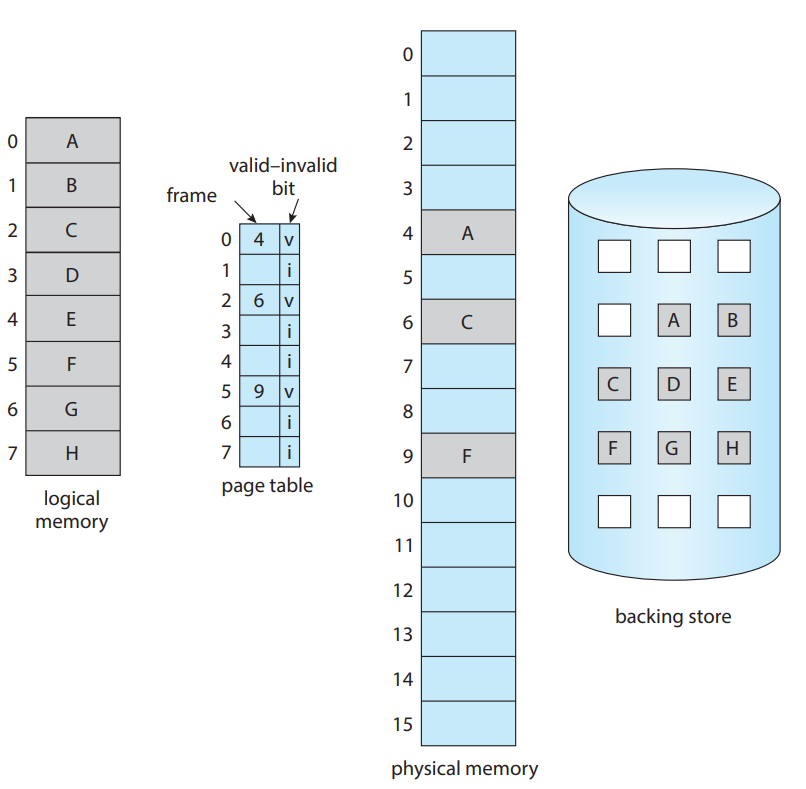 0 A
1 B
2 C
3 D
4 E
5 F
6 G
7 H
logical
memory
valid–invalid
bit
frame
0 4 v
1 i
2 6 v
3 i
4 i
5 9 v
6 i
7 i
page table
0
1
2
3
4 A
5
6 C
7
8
9 F
10
11
12
13
14
15
physical memory
A B
C D E
F G H
backing store